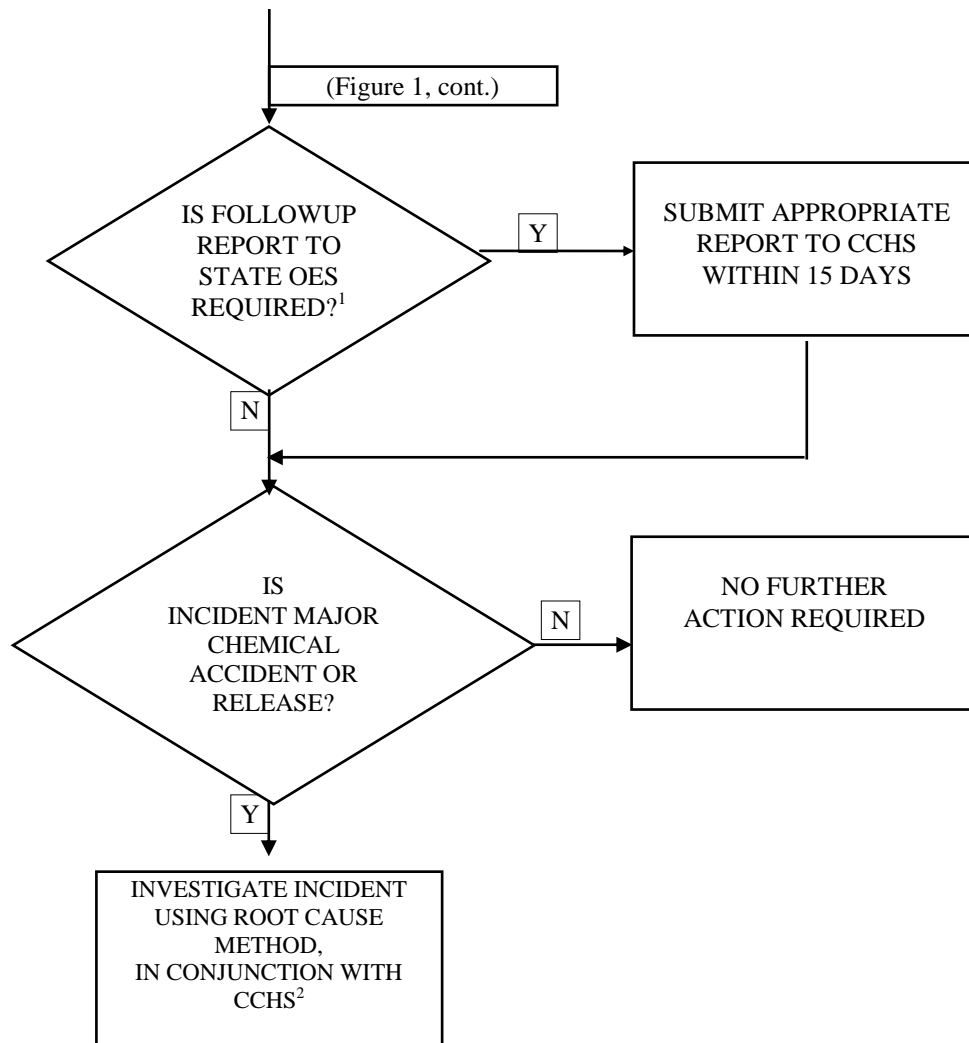 (Figure 1, cont.)
IS FOLLOWUP
REPORT TO
STATE OES
REQUIRED?1
Y
SUBMIT APPROPRIATE
REPORT TO CCHS
WITHIN 15 DAYS
N
IS
INCIDENT MAJOR
CHEMICAL
ACCIDENT OR
RELEASE?
N
NO FURTHER
ACTION REQUIRED
Y
INVESTIGATE INCIDENT
USING ROOT CAUSE
METHOD,
IN CONJUNCTION WITH
CCHS2